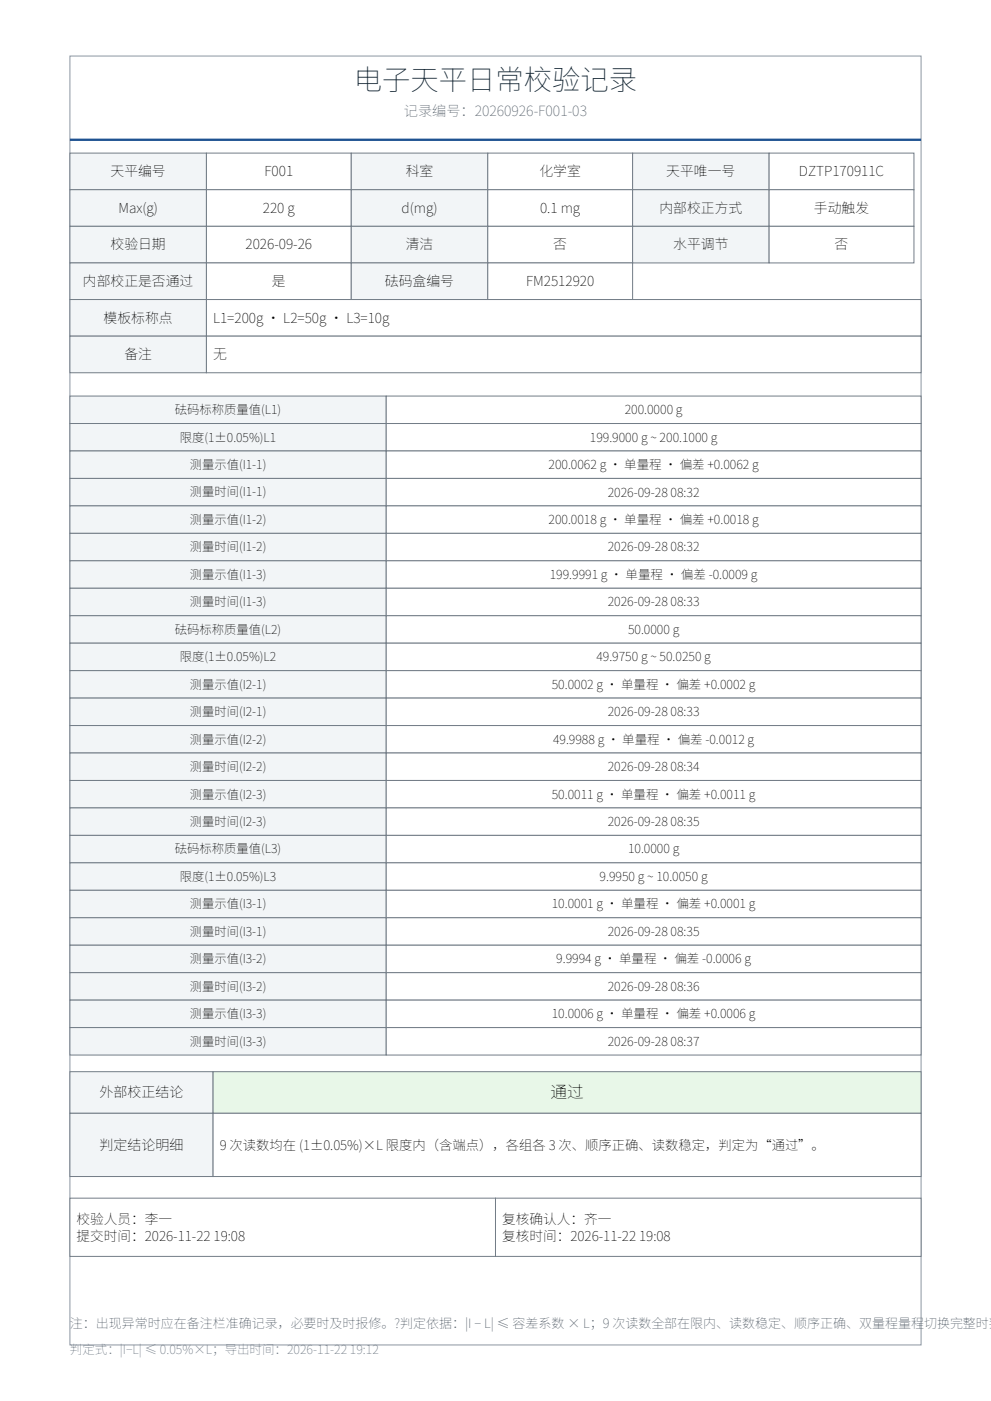 电子天平日常校验记录
记录编号：20260926-F001-03
天平编号 F001 科室 化学室 天平唯一号 DZTP170911C
Max(g) 220 g d(mg) 0.1 mg 内部校正方式 手动触发
校验日期 2026-09-26 清洁 否 水平调节 否
内部校正是否通过 是 砝码盒编号 FM2512920
模板标称点 L1=200g · L2=50g · L3=10g
备注 无
砝码标称质量值(L1) 200.0000 g
限度(1±0.05%)L1 199.9000 g ~ 200.1000 g
测量示值(I1-1) 200.0062 g · 单量程 · 偏差 +0.0062 g
测量时间(I1-1) 2026-09-28 08:32
测量示值(I1-2) 200.0018 g · 单量程 · 偏差 +0.0018 g
测量时间(I1-2) 2026-09-28 08:32
测量示值(I1-3) 199.9991 g · 单量程 · 偏差 -0.0009 g
测量时间(I1-3) 2026-09-28 08:33
砝码标称质量值(L2) 50.0000 g
限度(1±0.05%)L2 49.9750 g ~ 50.0250 g
测量示值(I2-1) 50.0002 g · 单量程 · 偏差 +0.0002 g
测量时间(I2-1) 2026-09-28 08:33
测量示值(I2-2) 49.9988 g · 单量程 · 偏差 -0.0012 g
测量时间(I2-2) 2026-09-28 08:34
测量示值(I2-3) 50.0011 g · 单量程 · 偏差 +0.0011 g
测量时间(I2-3) 2026-09-28 08:35
砝码标称质量值(L3) 10.0000 g
限度(1±0.05%)L3 9.9950 g ~ 10.0050 g
测量示值(I3-1) 10.0001 g · 单量程 · 偏差 +0.0001 g
测量时间(I3-1) 2026-09-28 08:35
测量示值(I3-2) 9.9994 g · 单量程 · 偏差 -0.0006 g
测量时间(I3-2) 2026-09-28 08:36
测量示值(I3-3) 10.0006 g · 单量程 · 偏差 +0.0006 g
测量时间(I3-3) 2026-09-28 08:37
外部校正结论 通过
判定结论明细 9 次读数均在 (1±0.05%)×L 限度内（含端点），各组各 3 次、顺序正确、读数稳定，判定为“通过”。
校验人员：李一 复核确认人：齐一
提交时间：2026-11-22 19:08 复核时间：2026-11-22 19:08
注：出现异常时应在备注栏准确记录，必要时及时报修。?判定依据：|I − L| ≤ 容差系数 × L；9 次读数全部在限内、读数稳定、顺序正确、双量程量程切换完整时
判定式：|I−L| ≤ 0.05%×L；导出时间：2026-11-22 19:12